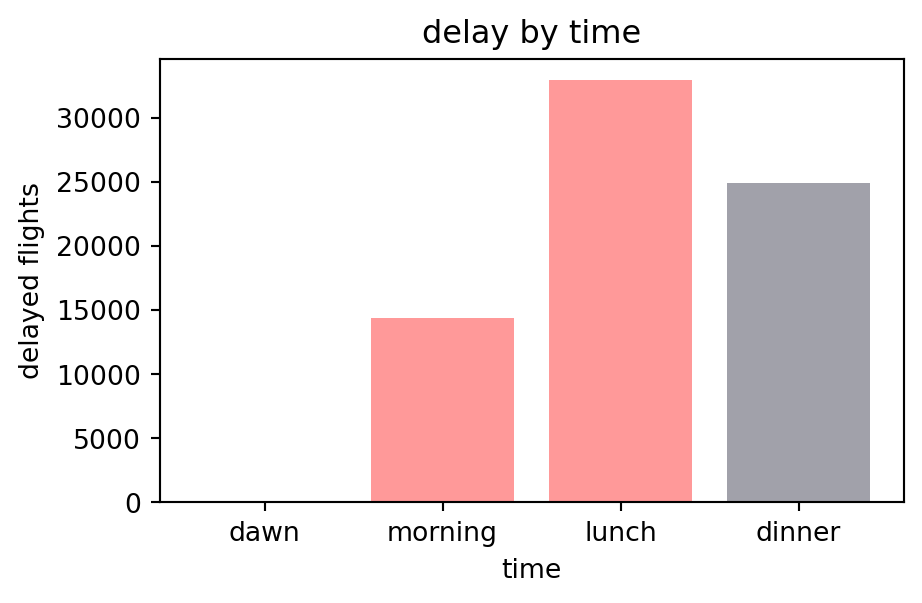 delay by time
delayed flights
30000
25000
20000
15000
10000
5000
0
dawn morning lunch dinner
time